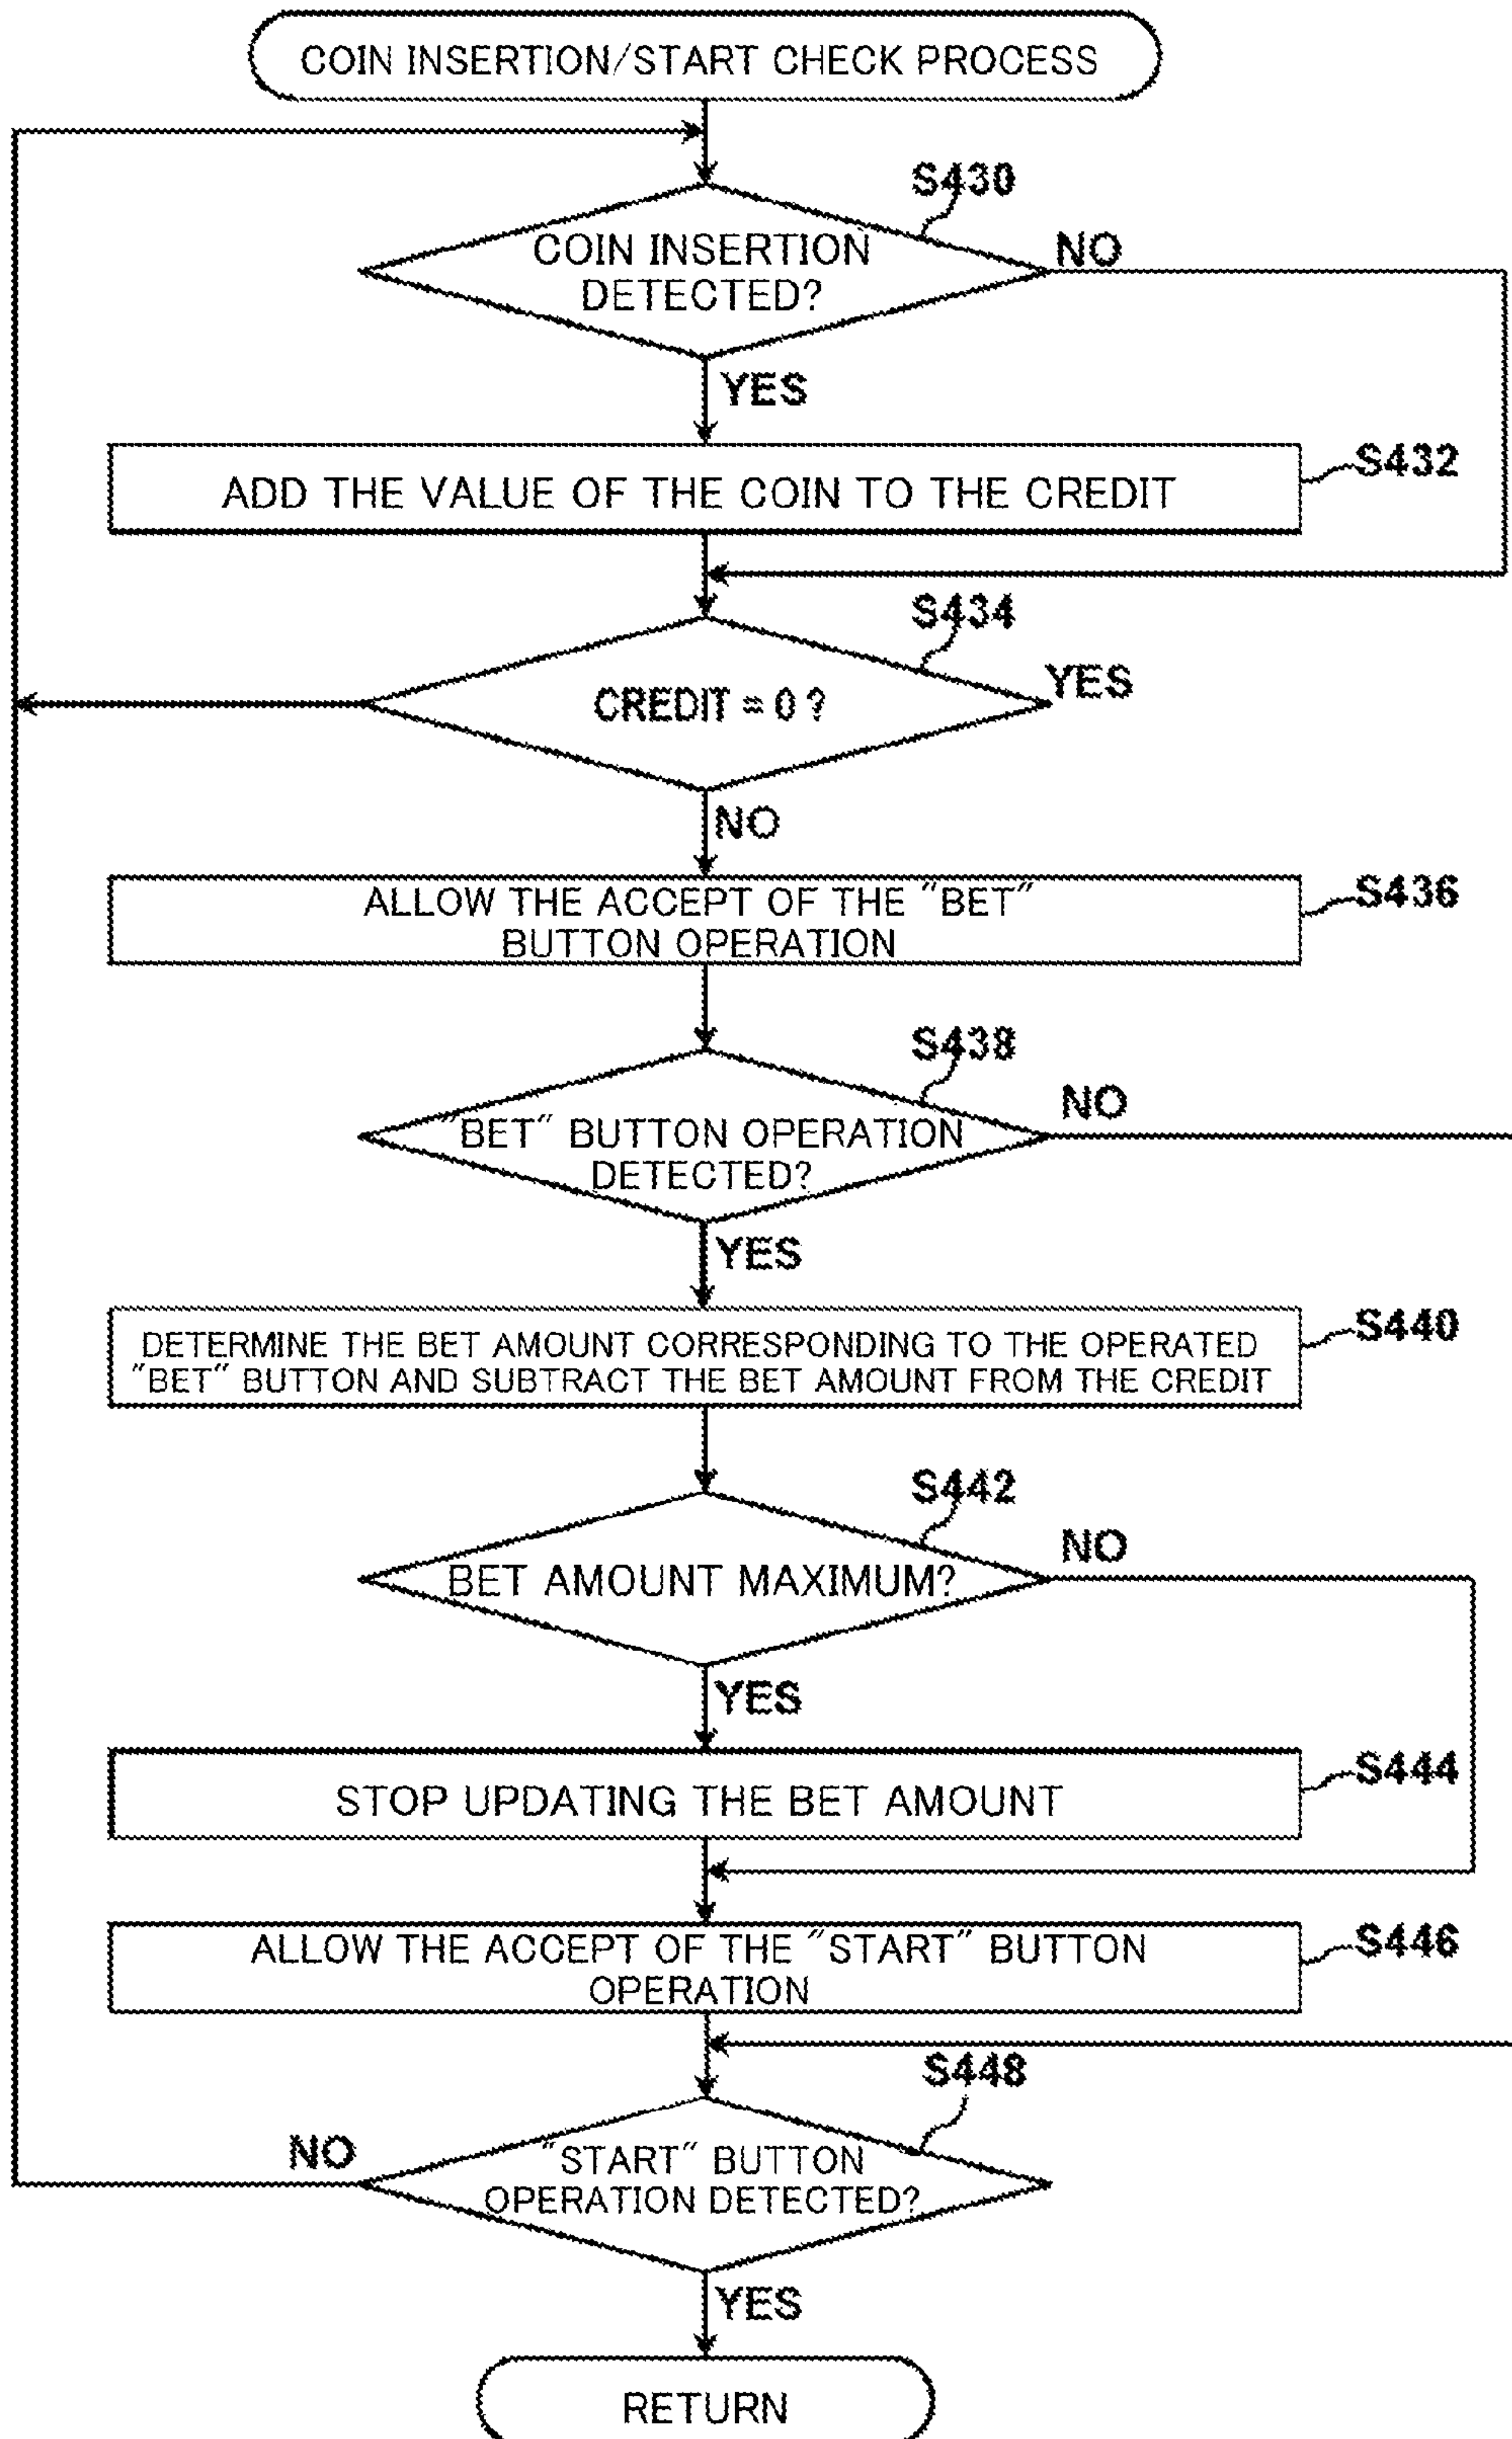 COIN INSERTION/START CHECK PROCESS
S430
COIN INSERTION
DETECTED?
NO
YES
ADD THE VALUE OF THE COIN TO THE CREDIT
S432
S434
CREDIT = 0 ?
YES
NO
ALLOW THE ACCEPT OF THE "BET"
BUTTON OPERATION
S436
S438
"BET" BUTTON OPERATION
DETECTED?
NO
YES
DETERMINE THE BET AMOUNT CORRESPONDING TO THE OPERATED
"BET" BUTTON AND SUBTRACT THE BET AMOUNT FROM THE CREDIT
S440
S442
BET AMOUNT MAXIMUM?
NO
YES
STOP UPDATING THE BET AMOUNT
S444
ALLOW THE ACCEPT OF THE "START" BUTTON
OPERATION
S446
S448
NO
"START" BUTTON
OPERATION DETECTED?
YES
RETURN